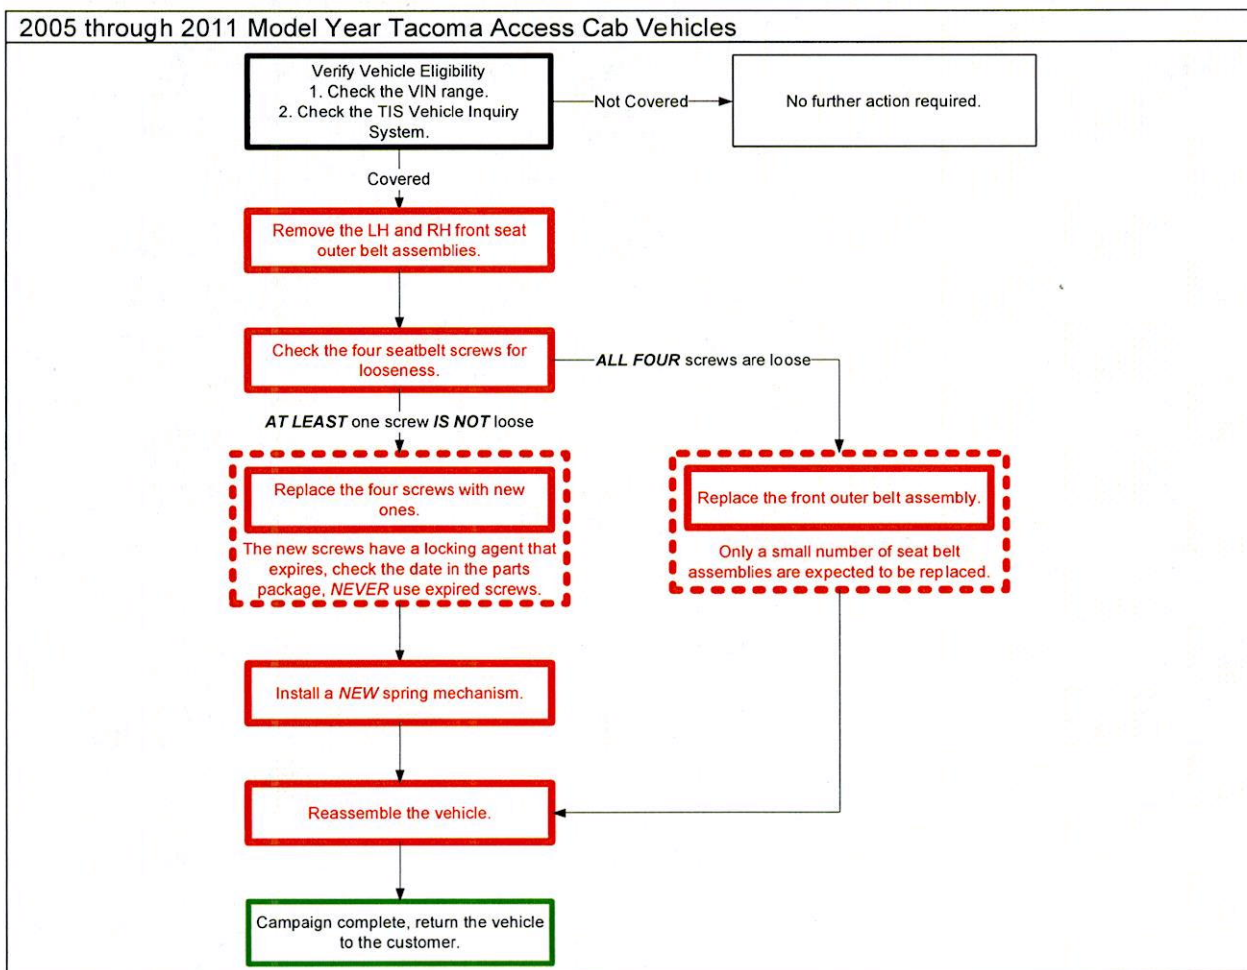 2005 through 2011 Model Year Tacoma Access Cab Vehicles
Verify Vehicle Eligibility
1. Check the VIN range.
2. Check the TIS Vehicle Inquiry
System.
Not Covered
No further action required.
Covered
Remove the LH and RH front seat
outer belt assemblies.
Check the four seatbelt screws for
looseness.
ALL FOUR screws are loose
AT LEAST one screw IS NOT loose
Replace the four screws with new
ones.
The new screws have a locking agent that
expires, check the date in the parts
package, NEVER use expired screws.
Replace the front outer belt assembly.
Only a small number of seat belt
assemblies are expected to be replaced.
Install a NEW spring mechanism.
Reassemble the vehicle.
Campaign complete, return the vehicle
to the customer.